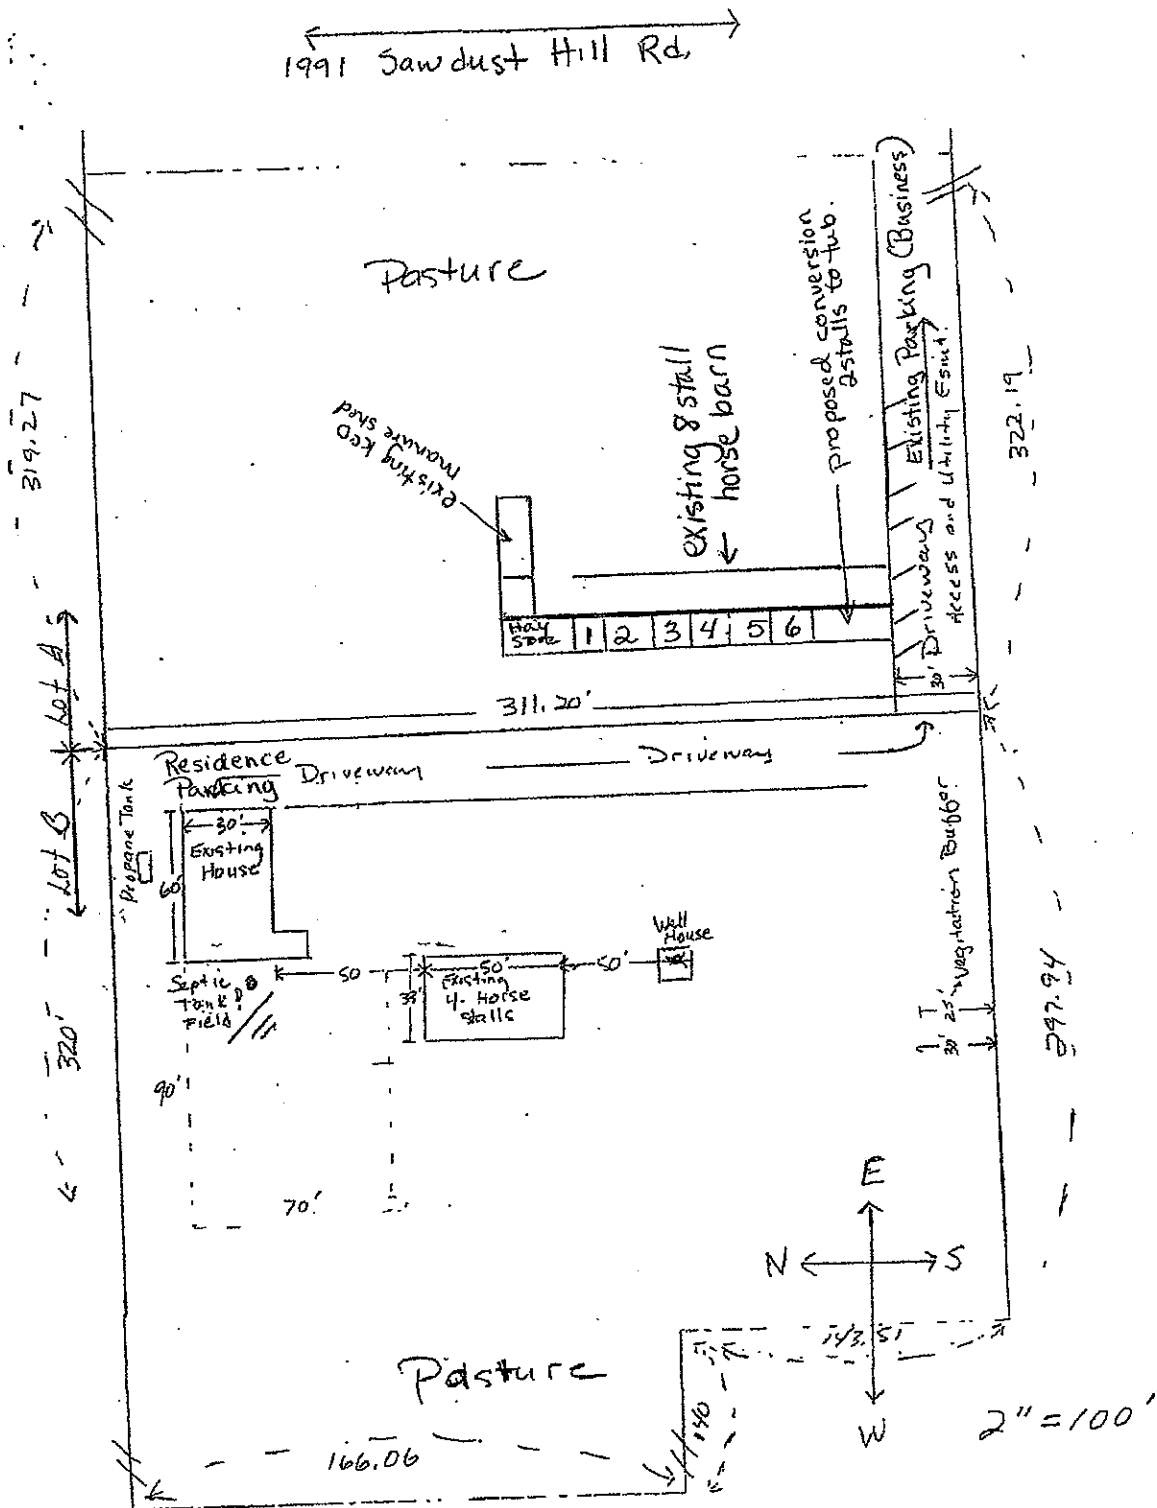 1991 Sawdust Hill Rd.
319.27
Pasture
existing KCD
manure shed
existing 8 stall
horse barn
proposed conversion
2 stalls to tub.
Existing Parking (Business)
Driveway
Access and Utility Esmt.
322.19
Hay
Store
1 2 3 4 5 6
30'
311.20'
Lot A
Lot B
320'
Residence
Parking
Driveway
Driveway
Propane Tank
30'
Existing
House
60'
Well
House
Septic
Tank
Field
50
50'
50'
Existing
4. Horse
stalls
90'
70'
25' Vegitation Buffer
30'
297.94
E
N
S
W
143.51
140
Pasture
166.06
2" = 100'